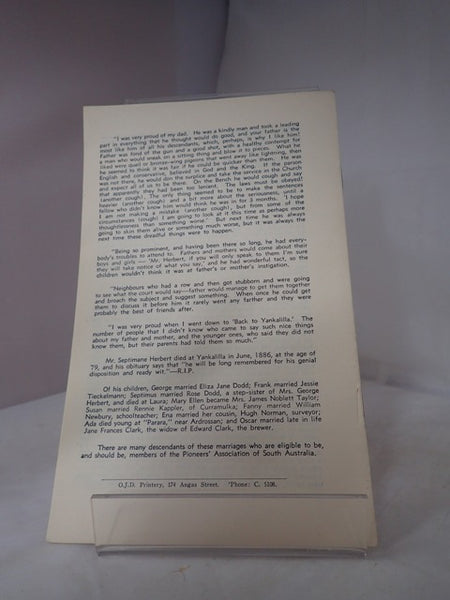 "I was very proud of my dad. He was a kindly man and took a leading
part in everything that he thought would do good, and your father is the
most like him of all his descendants, which, perhaps, is why I like him!
Father was fond of the gun and a good shot, with a healthy contempt for
a man who would sneak on a sitting thing and blow it to pieces. What he
liked were duell or bronze-wing pigeons that went away like lightning, then
he seemed to think it was fair if he could be quicker than them. He was
English and conservative, believed in God and the King. If the parson
was not there, he would don the surplice and take the service in the Church
and expect all of us to be there. On the Bench he would cough and say
that apparently they had been too lenient. The laws must be obeyed!
(another cough). The only thing seemed to be to make the sentences
heavier (another cough) and a bit more about the seriousness, until a
fellow who didn't know him would think he was in for 3 months. 'I hope
I am not making a mistake (another cough), but from some of the
circumstances (cough) I am going to look at it this time as perhaps more
thoughtlessness than something worse.' But next time he was always
going to skin them alive or something much worse, but it was always the
next time these dreadful things were to happen.
"Being so prominent, and having been there so long, he had every-
body's troubles to attend to. Fathers and mothers would come about their
boys and girls — 'Mr. Herbert, if you will only speak to them I'm sure
they will take notice of what you say,' and he had wonderful tact, so the
children wouldn't think it was at father's or mother's instigation.
"Neighbours who had a row and then got stubborn and were going
to see what the court would say—father would manage to get them together
and broach the subject and suggest something. When once he could get
them to discuss it before him it rarely went any farther and they were
probably the best of friends after.
"I was very proud when I went down to "Back to Yankalilla." The
number of people that I didn't know who came to say such nice things
about my father and mother, and the younger ones, who said they did not
know them, but their parents had told them so much."
Mr. Septimane Herbert died at Yankalilla in June, 1886, at the age of
79, and his obituary says that "he will be long remembered for his genial
disposition and ready wit."—R.I.P.
Of his children, George married Eliza Jane Dodd; Frank married Jessie
Tieckelmann; Septimus married Rose Dodd, a step-sister of Mrs. George
Herbert, and died at Laura; Mary Ellen became Mrs. James Noblett Taylor;
Susan married Rennie Kappler, of Curramulka; Fanny married William
Newbury, schoolteacher; Ena married her cousin, Hugh Norman, surveyor;
Ada died young at "Parara," near Ardrossan; and Oscar married late in life
Jane Frances Clark, the widow of Edward Clark, the brewer.
There are many descendants of these marriages who are eligible to be,
and should be, members of the Pioneers' Association of South Australia.
O.J.D. Printery, 174 Angas Street. 'Phone: C. 5108.